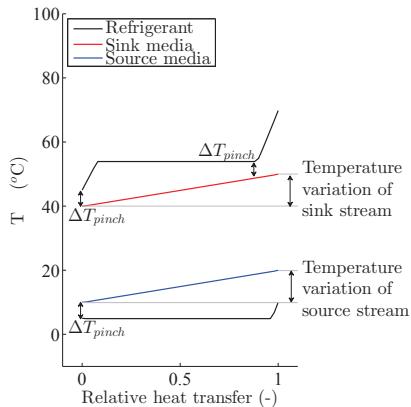 Refrigerant
Sink media
Source media
100
80
60
40
20
0
T (°C)
ΔT_pinch
ΔT_pinch
ΔT_pinch
Temperature
variation of
sink stream
Temperature
variation of
source stream
0
0.5
1
Relative heat transfer (-)